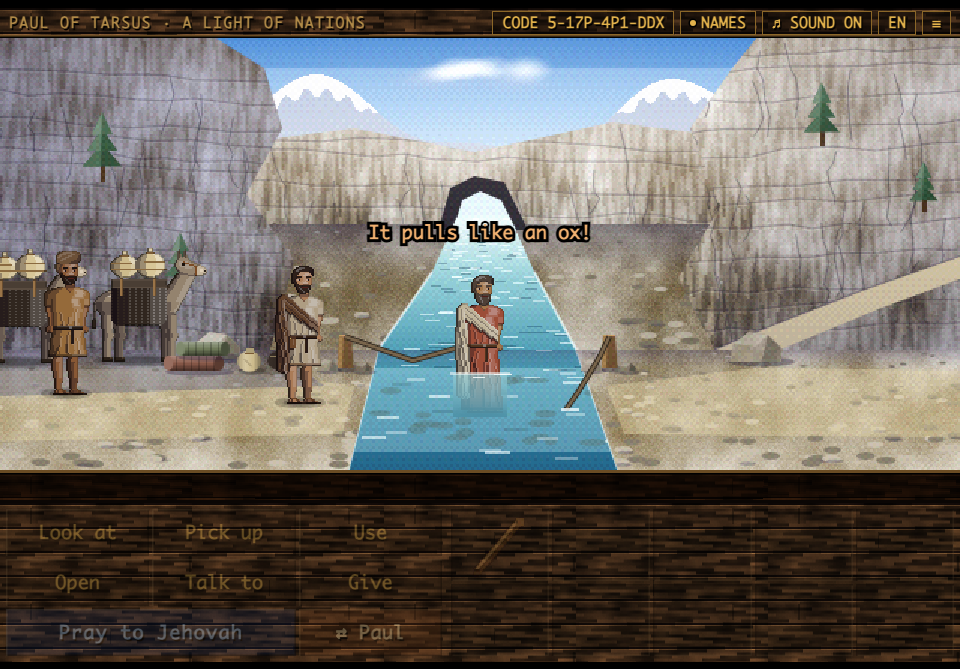 PAUL OF TARSUS · A LIGHT OF NATIONS
CODE 5-17P-4P1-DDX
• NAMES
♬ SOUND ON
EN
≡
It pulls like an ox!
Look at
Pick up
Use
Open
Talk to
Give
Pray to Jehovah
⇄ Paul